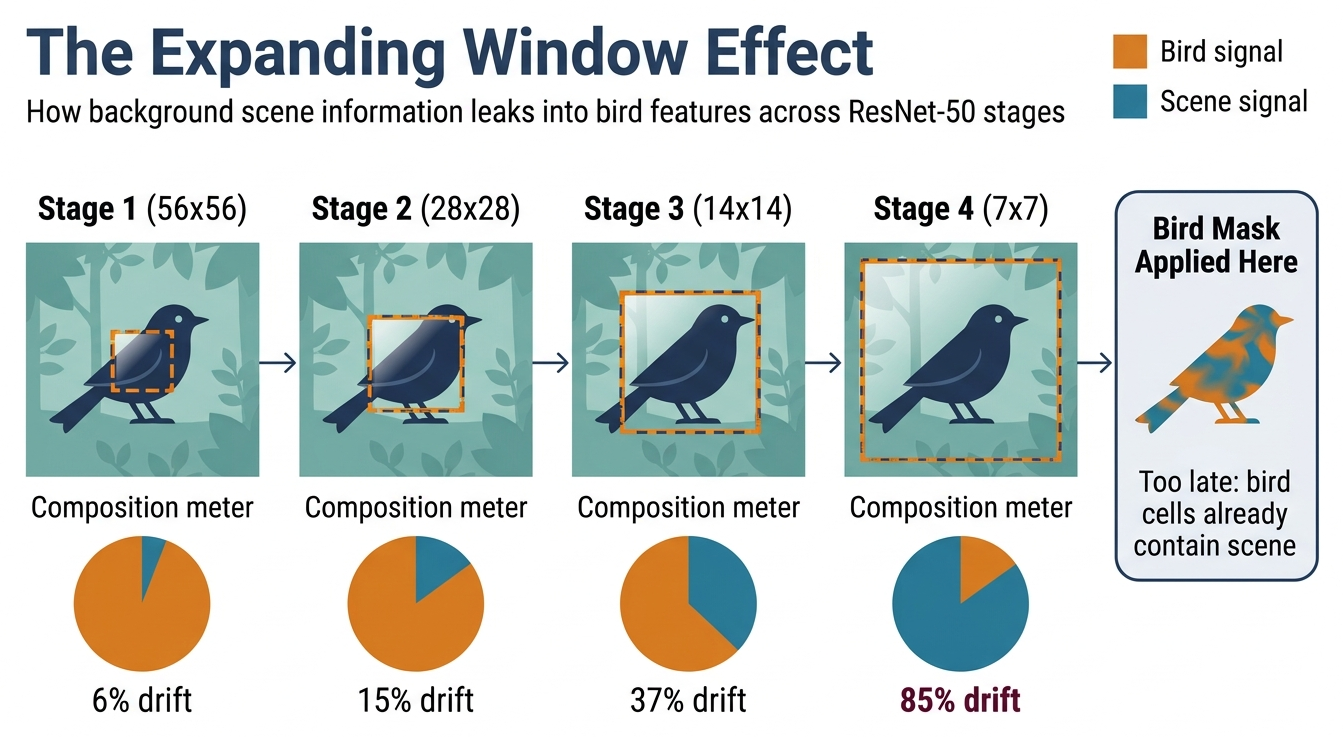 The Expanding Window Effect
How background scene information leaks into bird features across ResNet-50 stages
Bird signal
Scene signal
Stage 1 (56x56)
Stage 2 (28x28)
Stage 3 (14x14)
Stage 4 (7x7)
Bird Mask
Applied Here
Too late: bird
cells already
contain scene
Composition meter
Composition meter
Composition meter
Composition meter
6% drift
15% drift
37% drift
85% drift